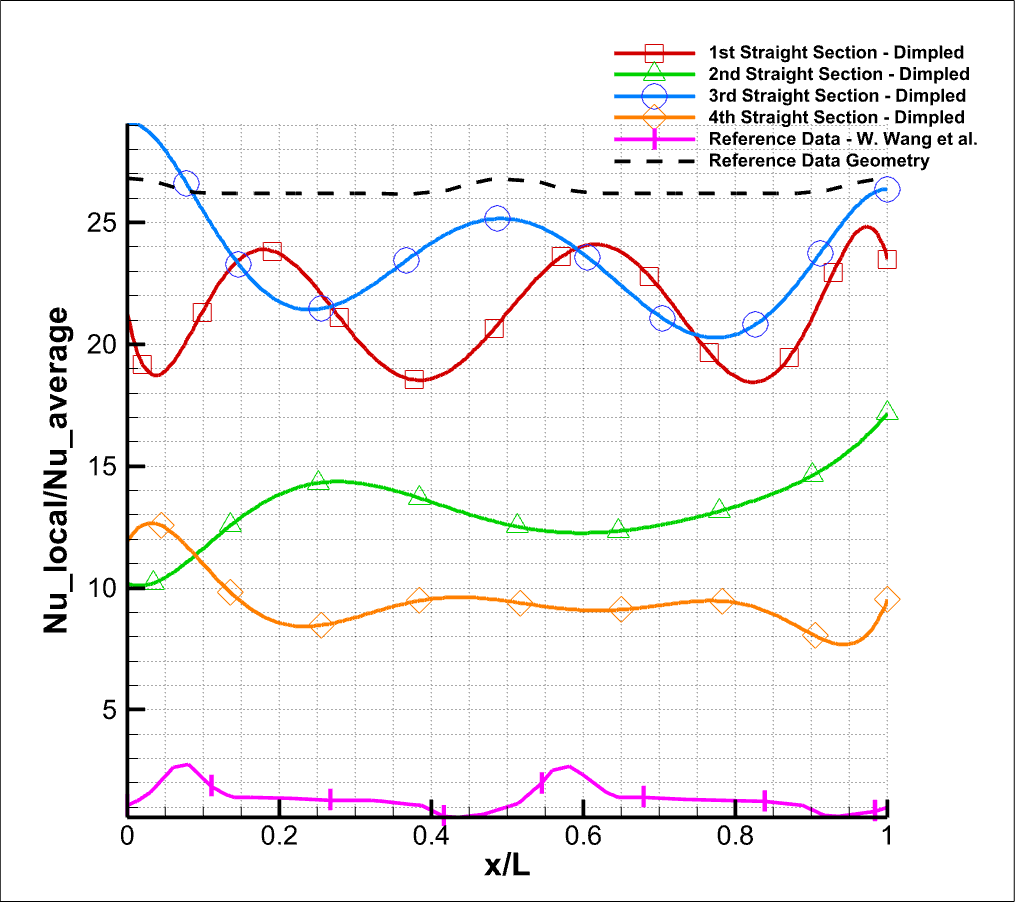 1st Straight Section - Dimpled
2nd Straight Section - Dimpled
3rd Straight Section - Dimpled
4th Straight Section - Dimpled
Reference Data - W. Wang et al.
Reference Data Geometry
Nu_local/Nu_average
25
20
15
10
5
0
0.2
0.4
0.6
0.8
1
x/L